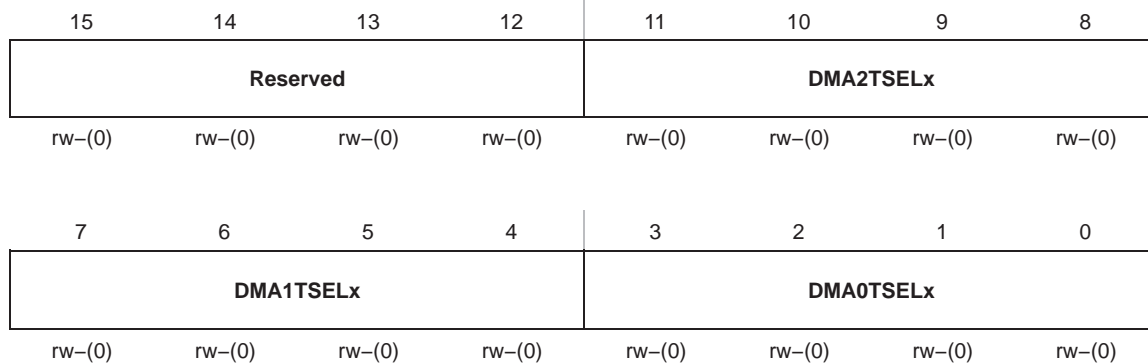 15 14 13 12 11 10 9 8
Reserved DMA2TSELx
rw−(0) rw−(0) rw−(0) rw−(0) rw−(0) rw−(0) rw−(0) rw−(0)
7 6 5 4 3 2 1 0
DMA1TSELx DMA0TSELx
rw−(0) rw−(0) rw−(0) rw−(0) rw−(0) rw−(0) rw−(0) rw−(0)